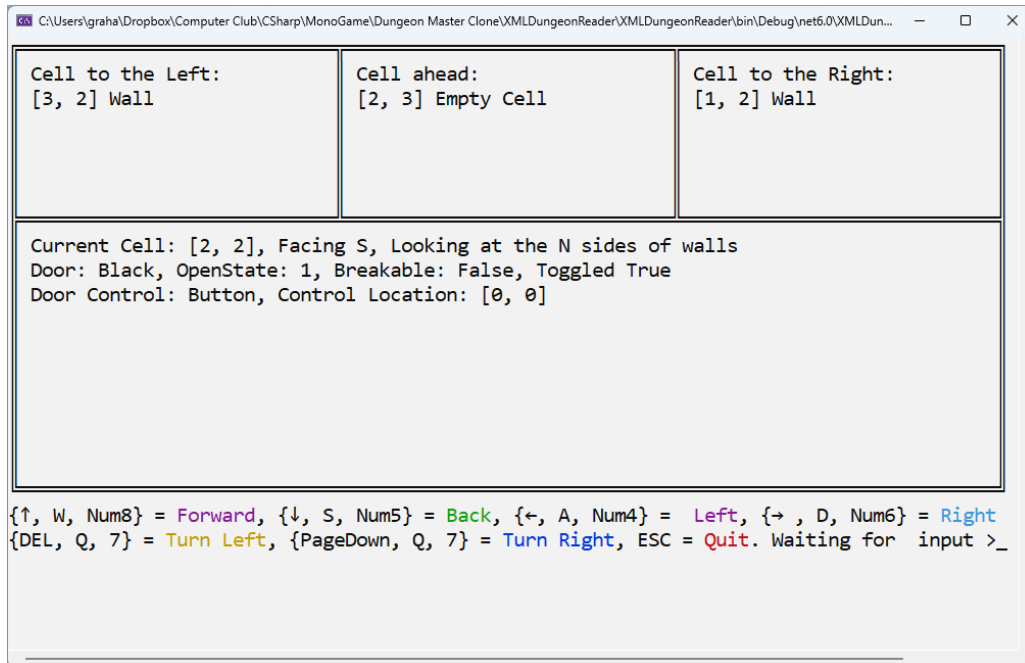 C:\Users\graha\Dropbox\Computer Club\CSharp\MonoGame\Dungeon Master Clone\XMLDungeonReader\XMLDungeonReader\bin\Debug\net6.0\XMLDun...
Cell to the Left:
[3, 2] Wall
Cell ahead:
[2, 3] Empty Cell
Cell to the Right:
[1, 2] Wall
Current Cell: [2, 2], Facing S, Looking at the N sides of walls
Door: Black, OpenState: 1, Breakable: False, Toggled True
Door Control: Button, Control Location: [0, 0]
{↑, W, Num8} = Forward, {↓, S, Num5} = Back, {←, A, Num4} =  Left, {→ , D, Num6} = Right
{DEL, Q, 7} = Turn Left, {PageDown, Q, 7} = Turn Right, ESC = Quit. Waiting for  input >_